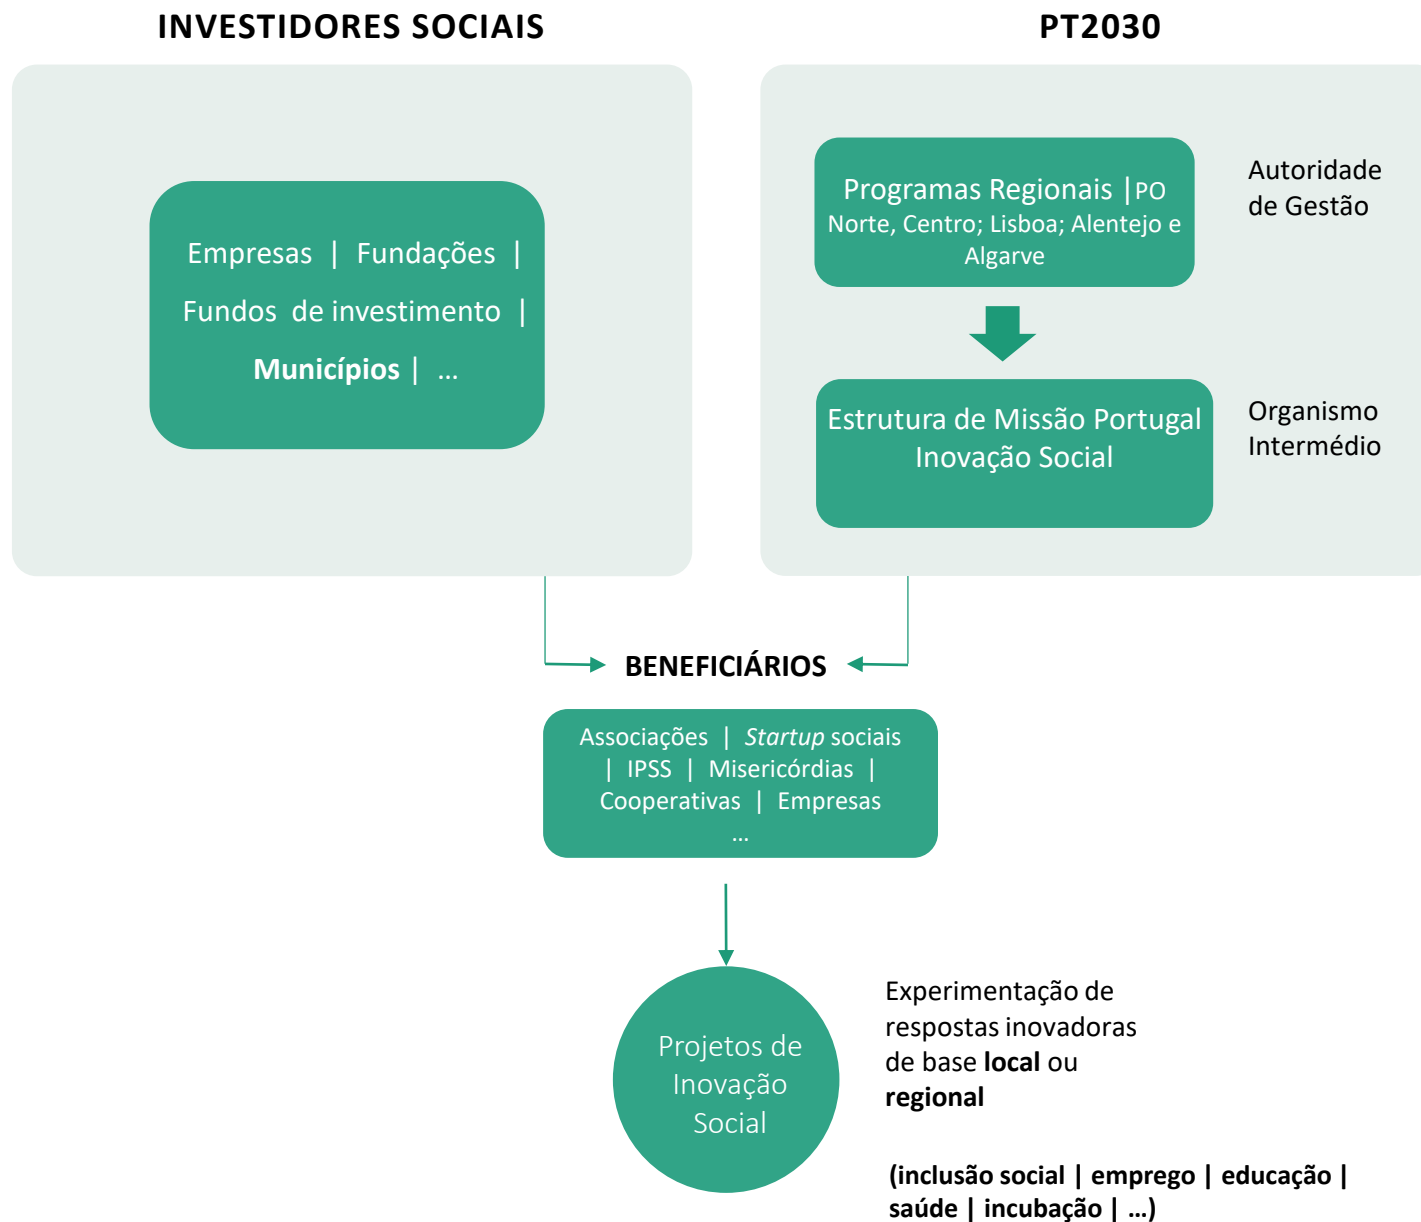 INVESTIDORES SOCIAIS
PT2030
Empresas | Fundações |
Fundos de investimento |
Municípios | …
Programas Regionais |PO
Norte, Centro; Lisboa; Alentejo e
Algarve
Autoridade
de Gestão
Estrutura de Missão Portugal
Inovação Social
Organismo
Intermédio
BENEFICIÁRIOS
Associações | Startup sociais
| IPSS | Misericórdias |
Cooperativas | Empresas
…
Projetos de
Inovação
Social
Experimentação de
respostas inovadoras
de base local ou
regional
(inclusão social | emprego | educação |
saúde | incubação | …)